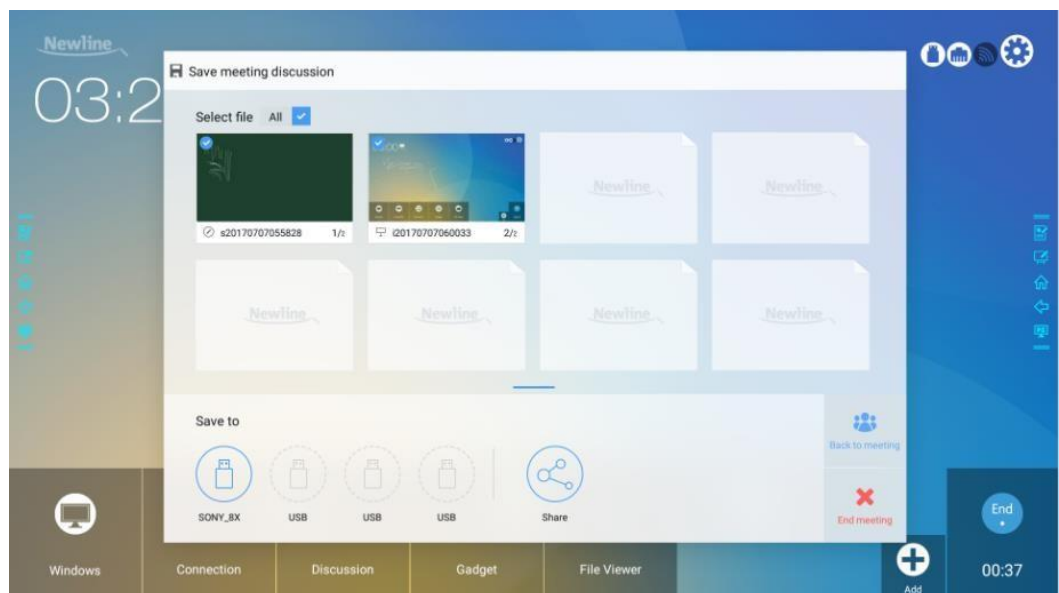 Newline
03:2
Save meeting discussion
Select file All
s20170707055828 1/2
i20170707060033 2/2
Newline
Newline
Newline
Newline
Newline
Newline
Save to
SONY_8X
USB
USB
USB
Share
Back to meeting
End meeting
End
Windows
Connection
Discussion
Gadget
File Viewer
Add
00:37